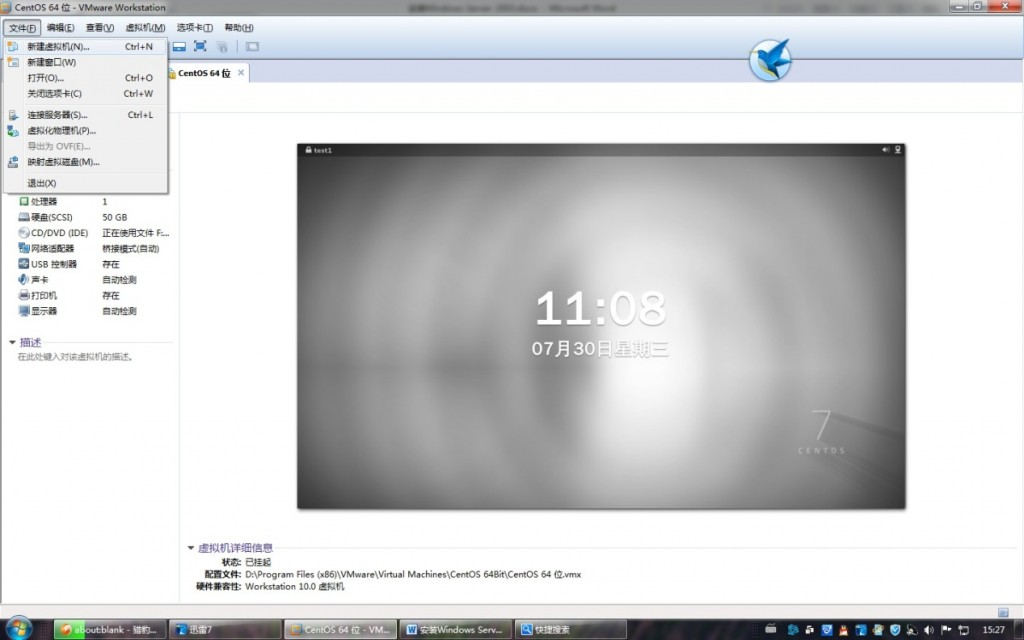 CentOS 64 位 - VMware Workstation
文件(F) 编辑(E) 查看(V) 虚拟机(M) 选项卡(T) 帮助(H)
新建虚拟机(N)... Ctrl+N
新建窗口(W)
打开(O)... Ctrl+O
关闭选项卡(C) Ctrl+W
连接服务器(S)... Ctrl+L
虚拟化物理机(P)...
导出为 OVF(E)...
映射虚拟磁盘(M)...
退出(X)
CentOS 64 位
处理器 1
硬盘(SCSI) 50 GB
CD/DVD (IDE) 正在使用文件 F:...
网络适配器 桥接模式(自动)
USB 控制器 存在
声卡 自动检测
打印机 存在
显示器 自动检测
描述
在此处键入对该虚拟机的描述。
test1
11:08
07月30日星期三
7
CENTOS
虚拟机详细信息
状态: 已挂起
配置文件: D:\Program Files (x86)\VMware\Virtual Machines\CentOS 64Bit\CentOS 64 位.vmx
硬件兼容性: Workstation 10.0 虚拟机
about:blank - 猎豹... 迅雷7 CentOS 64 位 - VM... 安装Windows Serv... 快捷搜索 15:27